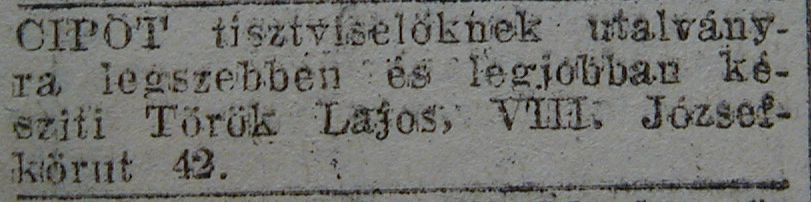 CIPŐT tisztviselőknek utalvány-
ra legszebben és legjobban ké-
sziti Török Lajos, VIII. József-
körut 42.